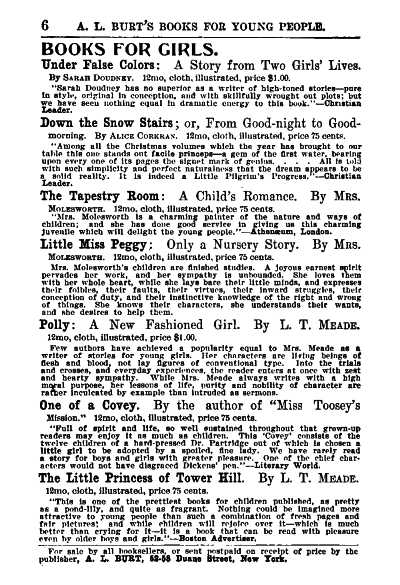 6 A. L. BURT'S BOOKS FOR YOUNG PEOPLE.
BOOKS FOR GIRLS.
Under False Colors: A Story from Two Girls' Lives.
By SARAH DOUDNEY. 12mo, cloth, illustrated, price $1.00.
"Sarah Doudney has no superior as a writer of high-toned stories—pure
in style, original in conception, and with skillfully wrought out plots; but
we have seen nothing equal in dramatic energy to this book."—Christian
Leader.
Down the Snow Stairs; or, From Good-night to Good-
morning. By ALICE CORKRAN. 12mo, cloth, illustrated, price 75 cents.
"Among all the Christmas volumes which the year has brought to our
table this one stands out facile princeps—a gem of the first water, bearing
upon every one of its pages the signet mark of genius. . . . All is told
with such simplicity and perfect naturalness that the dream appears to be
a solid reality. It is indeed a Little Pilgrim's Progress."—Christian
Leader.
The Tapestry Room: A Child's Romance. By MRS.
MOLESWORTH. 12mo, cloth, illustrated, price 75 cents.
"Mrs. Molesworth is a charming painter of the nature and ways of
children; and she has done good service in giving us this charming
juvenile which will delight the young people."—Athenæum, London.
Little Miss Peggy: Only a Nursery Story. By MRS.
MOLESWORTH. 12mo, cloth, illustrated, price 75 cents.
Mrs. Molesworth's children are finished studies. A joyous earnest spirit
pervades her work, and her sympathy is unbounded. She loves them
with her whole heart, while she lays bare their little minds, and expresses
their foibles, their faults, their virtues, their inward struggles, their
conception of duty, and their instinctive knowledge of the right and wrong
of things. She knows their characters, she understands their wants,
and she desires to help them.
Polly: A New Fashioned Girl. By L. T. MEADE.
12mo, cloth, illustrated, price $1.00.
Few authors have achieved a popularity equal to Mrs. Meade as a
writer of stories for young girls. Her characters are living beings of
flesh and blood, not lay figures of conventional type. Into the trials
and crosses, and everyday experiences, the reader enters at once with zest
and hearty sympathy. While Mrs. Meade always writes with a high
moral purpose, her lessons of life, purity and nobility of character are
rather inculcated by example than intruded as sermons.
One of a Covey. By the author of "Miss Toosey's
Mission." 12mo, cloth, illustrated, price 75 cents.
"Full of spirit and life, so well sustained throughout that grown-up
readers may enjoy it as much as children. This 'Covey' consists of the
twelve children of a hard-pressed Dr. Partridge out of which is chosen a
little girl to be adopted by a spoiled, fine lady. We have rarely read
a story for boys and girls with greater pleasure. One of the chief char-
acters would not have disgraced Dickens' pen."—Literary World.
The Little Princess of Tower Hill. By L. T. MEADE.
12mo, cloth, illustrated, price 75 cents.
"This is one of the prettiest books for children published, as pretty
as a pond-lily, and quite as fragrant. Nothing could be imagined more
attractive to young people than such a combination of fresh pages and
fair pictures; and while children will rejoice over it—which is much
better than crying for it—it is a book that can be read with pleasure
even by older boys and girls."—Boston Advertiser.
For sale by all booksellers, or sent postpaid on receipt of price by the
publisher, A. L. BURT, 52-58 Duane Street, New York.